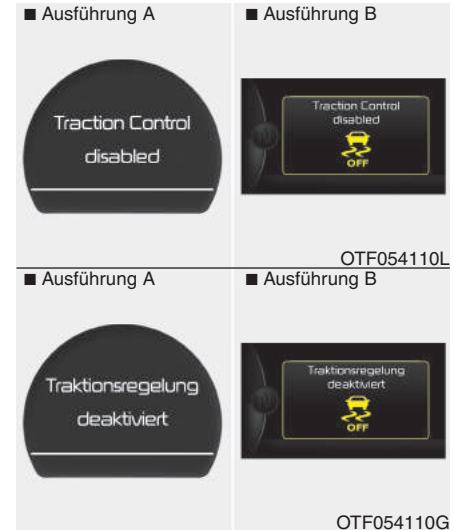 ■ Ausführung A
■ Ausführung B
Traction Control
disabled
Traction Control
disabled
OFF
OTF054110L
■ Ausführung A
■ Ausführung B
Traktionsregelung
deaktiviert
Traktionsregelung
deaktiviert
OFF
OTF054110G